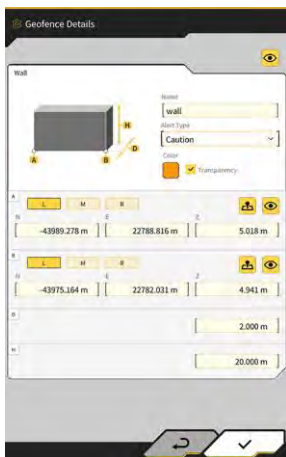 Geofence Details
Wall
H
D
A
B
Name
wall
Alert Type
Caution
Color
Transparency
A
L M R
N E Z
-43989.278 m 22788.816 m 5.018 m
B
L M R
N E Z
-43975.164 m 22782.031 m 4.941 m
D
2.000 m
H
20.000 m